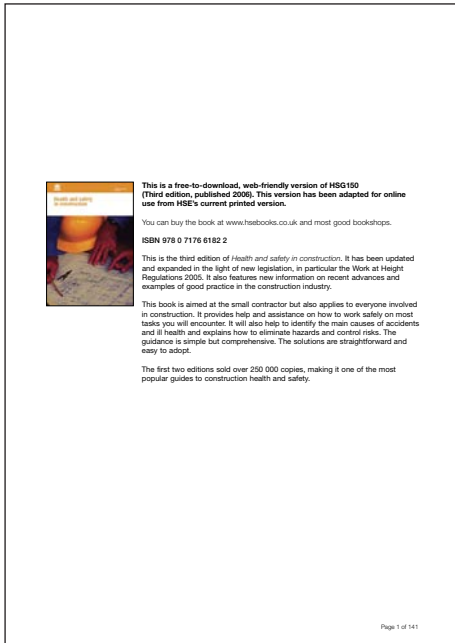 Health and safety
in construction
This is a free-to-download, web-friendly version of HSG150
(Third edition, published 2006). This version has been adapted for online
use from HSE's current printed version.
You can buy the book at www.hsebooks.co.uk and most good bookshops.
ISBN 978 0 7176 6182 2
This is the third edition of Health and safety in construction. It has been updated
and expanded in the light of new legislation, in particular the Work at Height
Regulations 2005. It also features new information on recent advances and
examples of good practice in the construction industry.
This book is aimed at the small contractor but also applies to everyone involved
in construction. It provides help and assistance on how to work safely on most
tasks you will encounter. It will also help to identify the main causes of accidents
and ill health and explains how to eliminate hazards and control risks. The
guidance is simple but comprehensive. The solutions are straightforward and
easy to adopt.
The first two editions sold over 250 000 copies, making it one of the most
popular guides to construction health and safety.
Page 1 of 141